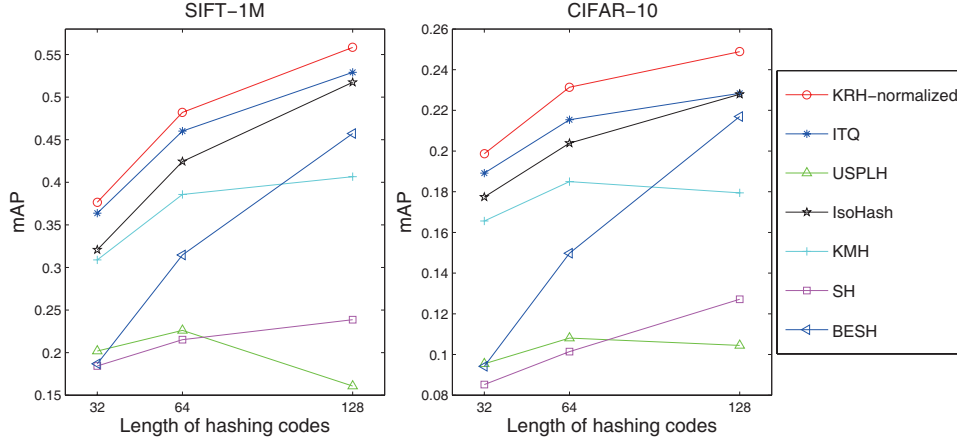 SIFT−1M
CIFAR−10
mAP
0.55
0.5
0.45
0.4
0.35
0.3
0.25
0.2
0.15
32
64
128
Length of hashing codes
mAP
0.26
0.24
0.22
0.2
0.18
0.16
0.14
0.12
0.1
0.08
32
64
128
Length of hashing codes
KRH−normalized
ITQ
USPLH
IsoHash
KMH
SH
BESH